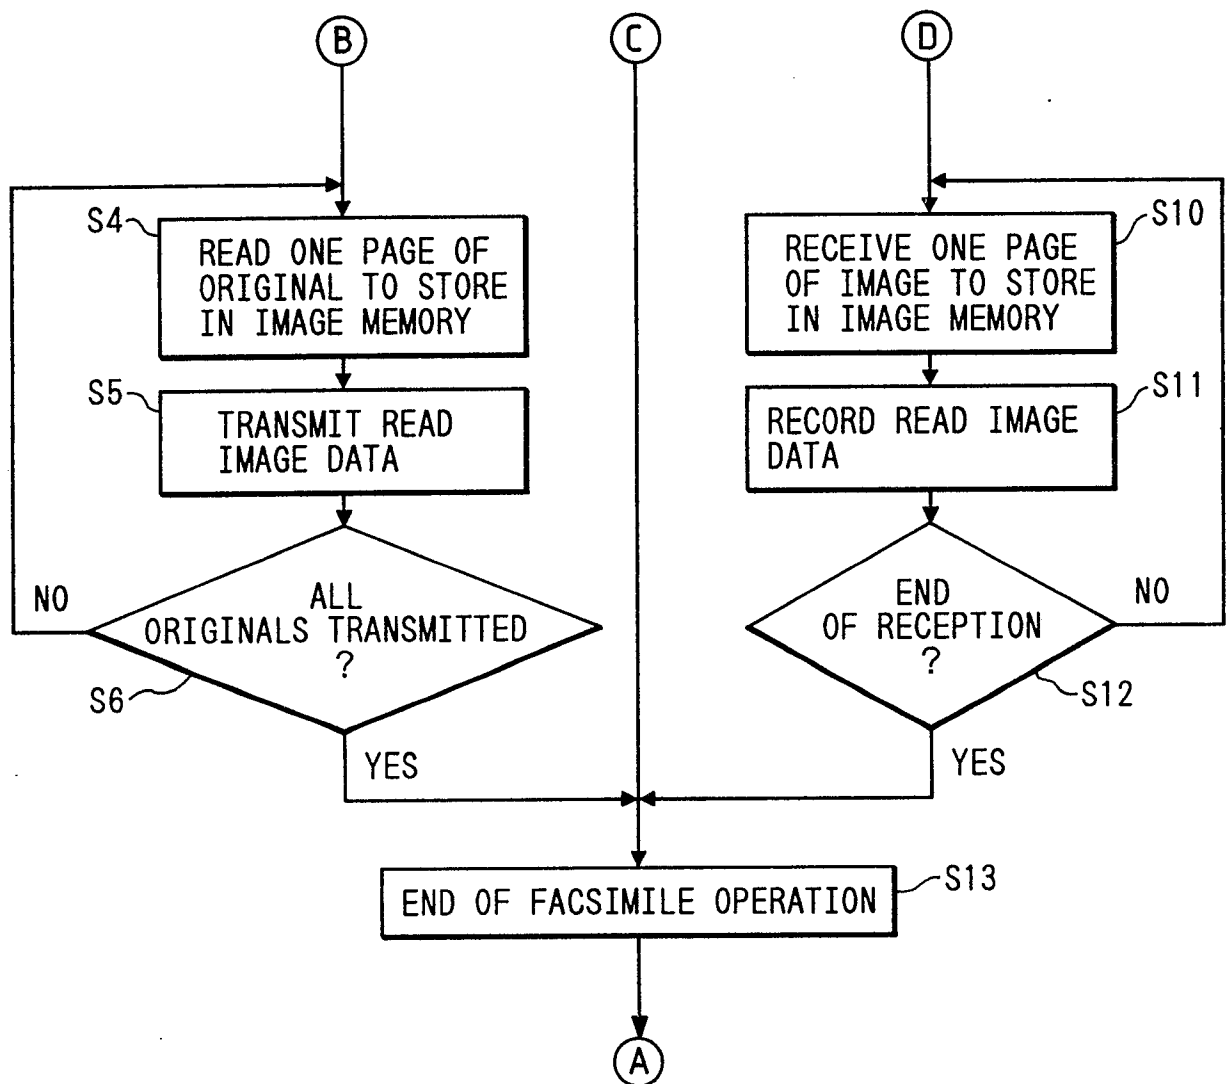 B
C
D
S4
READ ONE PAGE OF
ORIGINAL TO STORE
IN IMAGE MEMORY
S10
RECEIVE ONE PAGE
OF IMAGE TO STORE
IN IMAGE MEMORY
S5
TRANSMIT READ
IMAGE DATA
S11
RECORD READ IMAGE
DATA
NO
ALL
ORIGINALS TRANSMITTED
?
S6
YES
END
OF RECEPTION
?
NO
S12
YES
END OF FACSIMILE OPERATION
S13
A